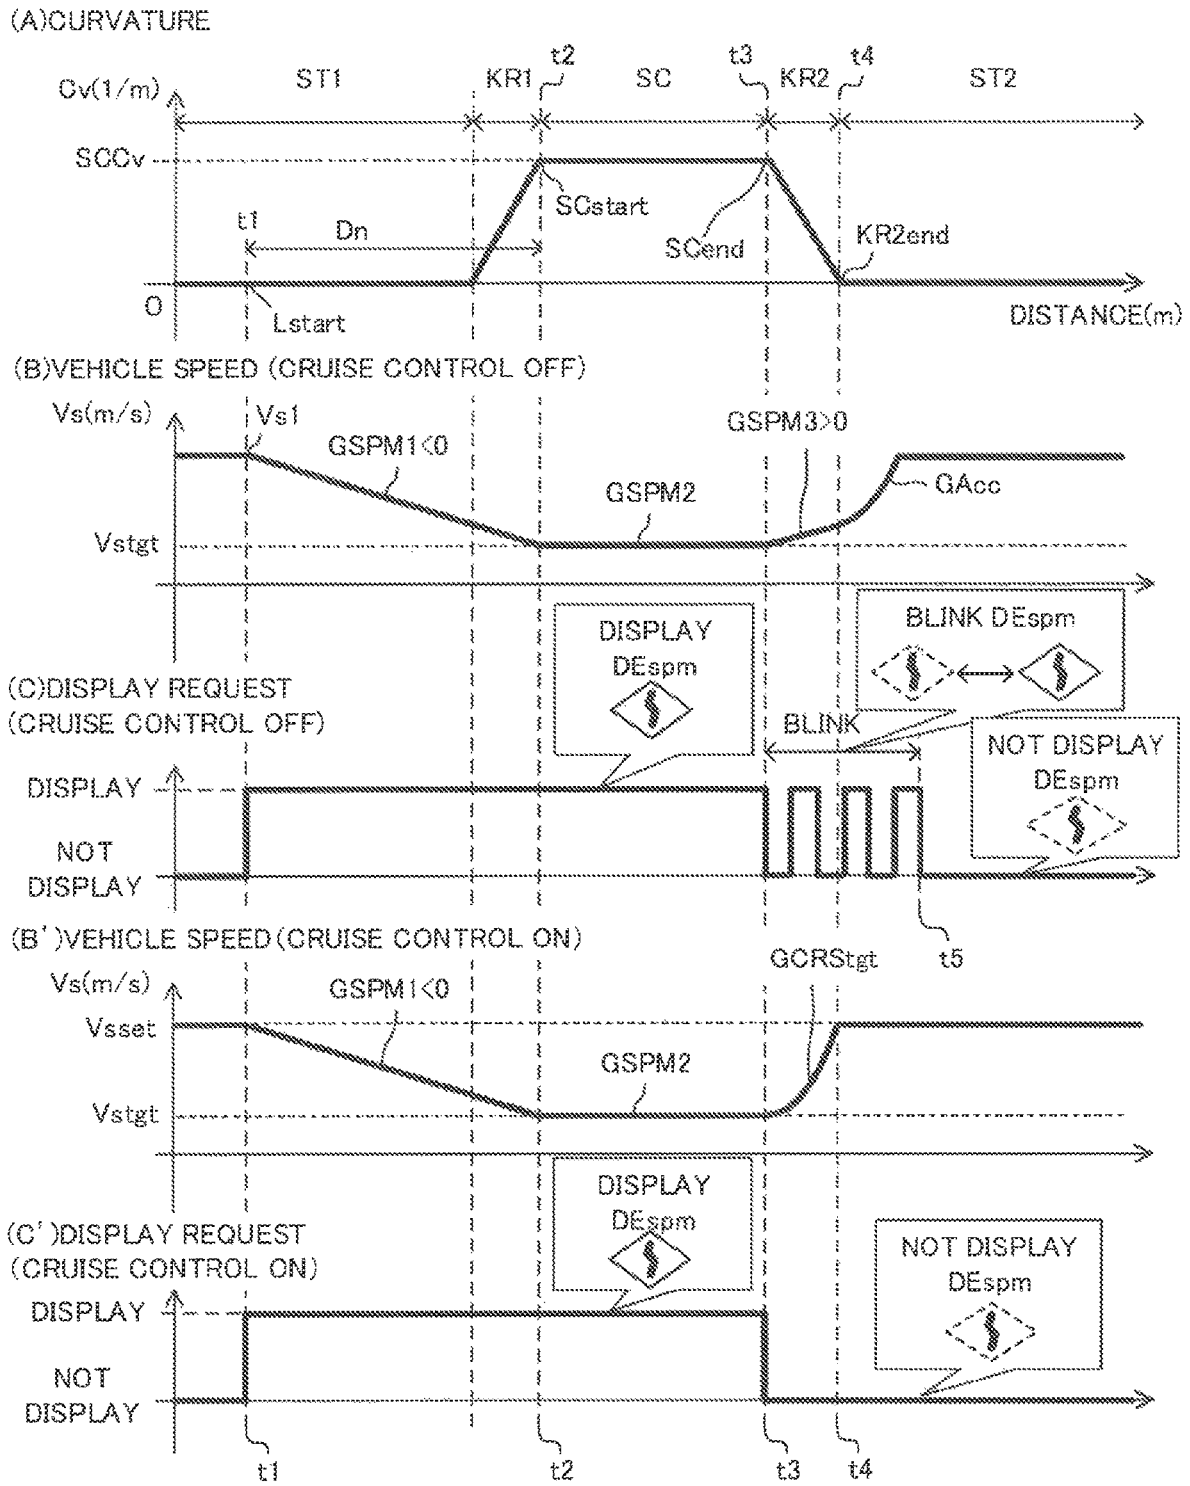 (A)CURVATURE
Cv(1/m)
ST1
KR1
t2
SC
t3
KR2
t4
ST2
SCCv
t1
Dn
SCstart
SCend
KR2end
0
Lstart
DISTANCE(m)
(B)VEHICLE SPEED (CRUISE CONTROL OFF)
Vs(m/s)
Vs1
GSPM1<0
GSPM2
GSPM3>0
GAcc
Vstgt
DISPLAY
DEspm
BLINK DEspm
(C)DISPLAY REQUEST
(CRUISE CONTROL OFF)
BLINK
NOT DISPLAY
DEspm
DISPLAY
NOT
DISPLAY
t5
(B')VEHICLE SPEED(CRUISE CONTROL ON)
Vs(m/s)
GSPM1<0
GCRStgt
Vsset
GSPM2
Vstgt
DISPLAY
DEspm
(C')DISPLAY REQUEST
(CRUISE CONTROL ON)
NOT DISPLAY
DEspm
DISPLAY
NOT
DISPLAY
t1
t2
t3
t4